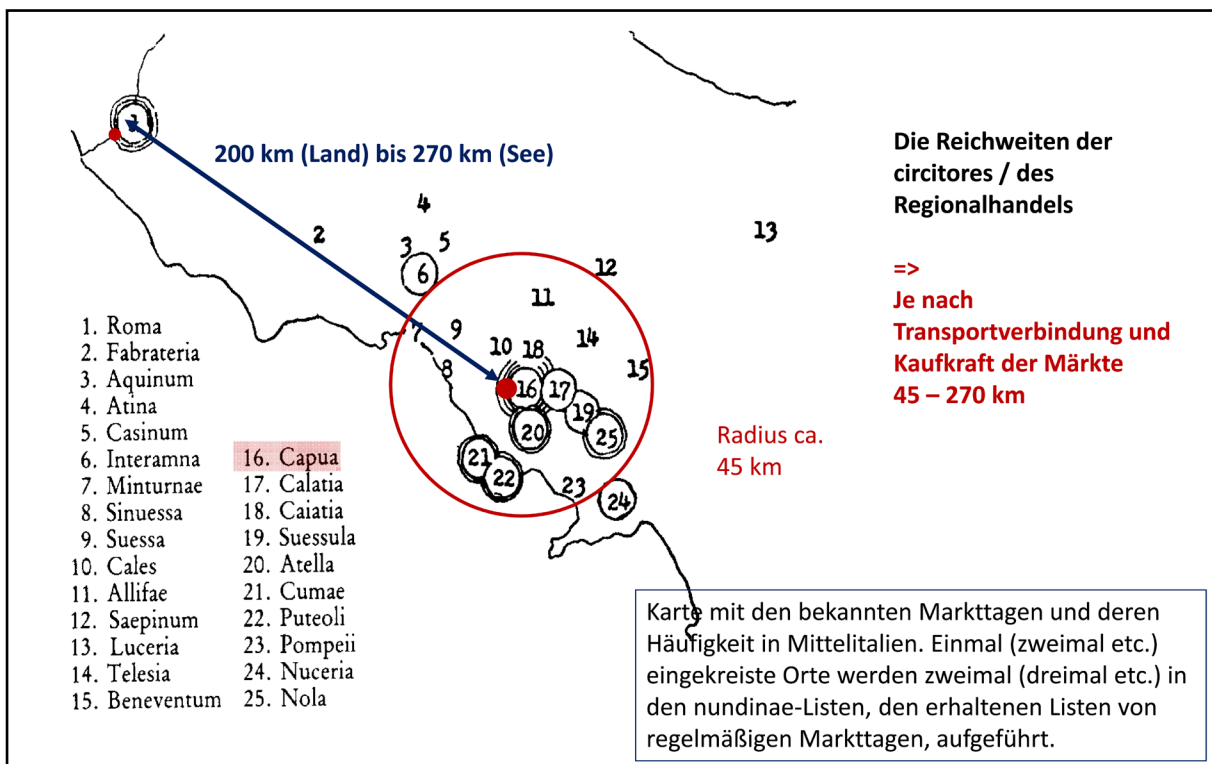 1
200 km (Land) bis 270 km (See)
Die Reichweiten der
circitores / des
Regionalhandels
=>
Je nach
Transportverbindung und
Kaufkraft der Märkte
45 – 270 km
4
2
3
5
13
6
12
11
7
9
14
10
18
8
15
16
17
19
20
25
21
22
23
24
Radius ca.
45 km
1. Roma
2. Fabrateria
3. Aquinum
4. Atina
5. Casinum
6. Interamna
7. Minturnae
8. Sinuessa
9. Suessa
10. Cales
11. Allifae
12. Saepinum
13. Luceria
14. Telesia
15. Beneventum
16. Capua
17. Calatia
18. Caiatia
19. Suessula
20. Atella
21. Cumae
22. Puteoli
23. Pompeii
24. Nuceria
25. Nola
Karte mit den bekannten Markttagen und deren
Häufigkeit in Mittelitalien. Einmal (zweimal etc.)
eingekreiste Orte werden zweimal (dreimal etc.) in
den nundinae-Listen, den erhaltenen Listen von
regelmäßigen Markttagen, aufgeführt.